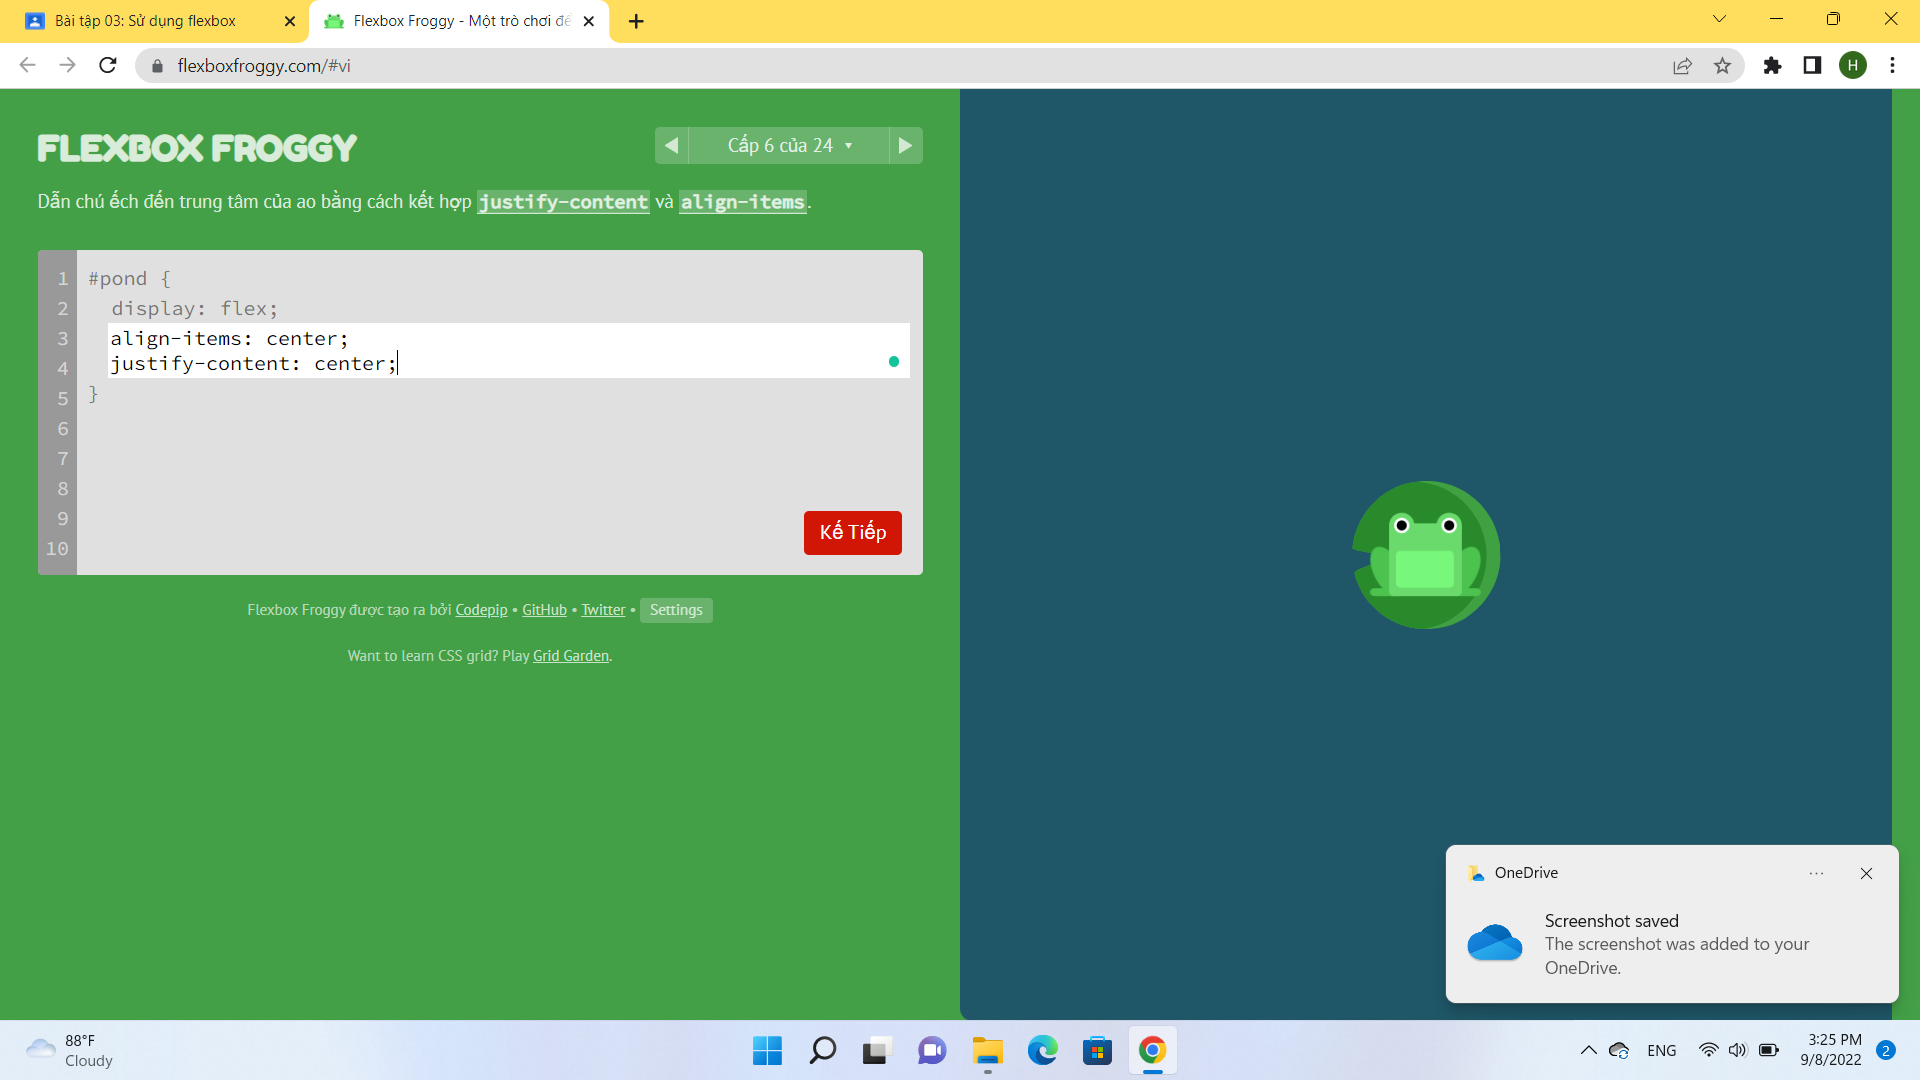 Bài tập 03: Sử dụng flexbox
Flexbox Froggy - Một trò chơi để
flexboxfroggy.com/#vi
H
FLEXBOX FROGGY
Cấp 6 của 24
Dẫn chú ếch đến trung tâm của ao bằng cách kết hợp justify-content và align-items.
1 #pond {
2 display: flex;
3 align-items: center;
4 justify-content: center;
5 }
6
7
8
9
10
Kế Tiếp
Flexbox Froggy được tạo ra bởi Codepip • GitHub • Twitter • Settings
Want to learn CSS grid? Play Grid Garden.
OneDrive
Screenshot saved
The screenshot was added to your
OneDrive.
88°F
Cloudy
ENG
3:25 PM
9/8/2022
2